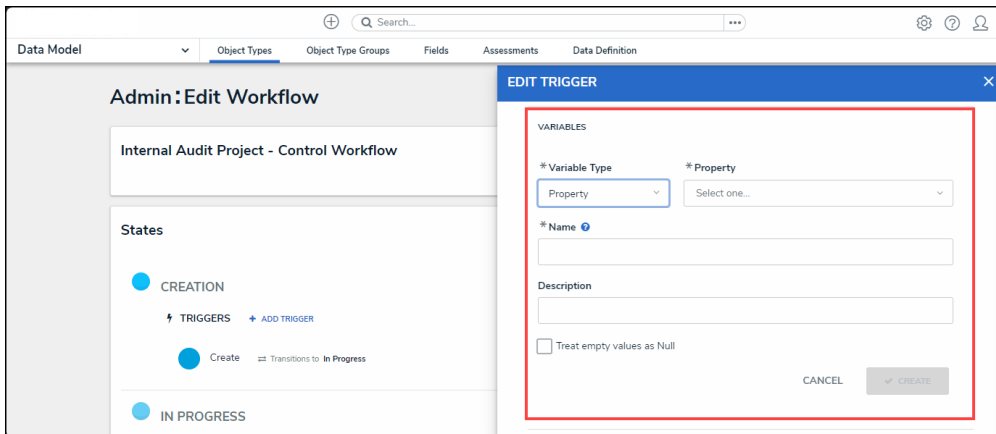 Search...
Data Model
Object Types Object Type Groups Fields Assessments Data Definition
Admin:Edit Workflow
Internal Audit Project - Control Workflow
States
CREATION
TRIGGERS + ADD TRIGGER
Create Transitions to In Progress
IN PROGRESS
EDIT TRIGGER
VARIABLES
*Variable Type *Property
Property Select one...
*Name
Description
Treat empty values as Null
CANCEL CREATE